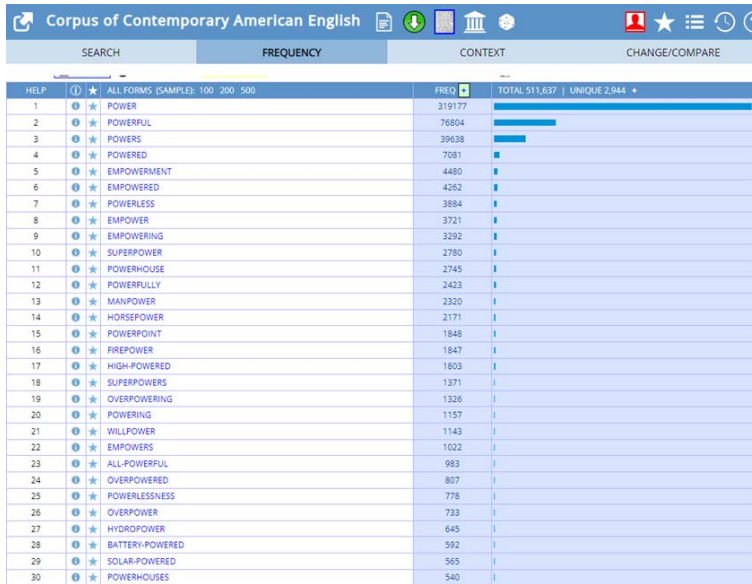 Corpus of Contemporary American English
SEARCH FREQUENCY CONTEXT CHANGE/COMPARE
HELP ALL FORMS (SAMPLE): 100 200 500 FREQ + TOTAL 511,637 | UNIQUE 2,944 +
1 POWER 319177
2 POWERFUL 76804
3 POWERS 39638
4 POWERED 7081
5 EMPOWERMENT 4480
6 EMPOWERED 4262
7 POWERLESS 3884
8 EMPOWER 3721
9 EMPOWERING 3292
10 SUPERPOWER 2780
11 POWERHOUSE 2745
12 POWERFULLY 2423
13 MANPOWER 2320
14 HORSEPOWER 2171
15 POWERPOINT 1848
16 FIREPOWER 1847
17 HIGH-POWERED 1803
18 SUPERPOWERS 1371
19 OVERPOWERING 1326
20 POWERING 1157
21 WILLPOWER 1143
22 EMPOWERS 1022
23 ALL-POWERFUL 983
24 OVERPOWERED 807
25 POWERLESSNESS 778
26 OVERPOWER 733
27 HYDROPOWER 645
28 BATTERY-POWERED 592
29 SOLAR-POWERED 565
30 POWERHOUSES 540